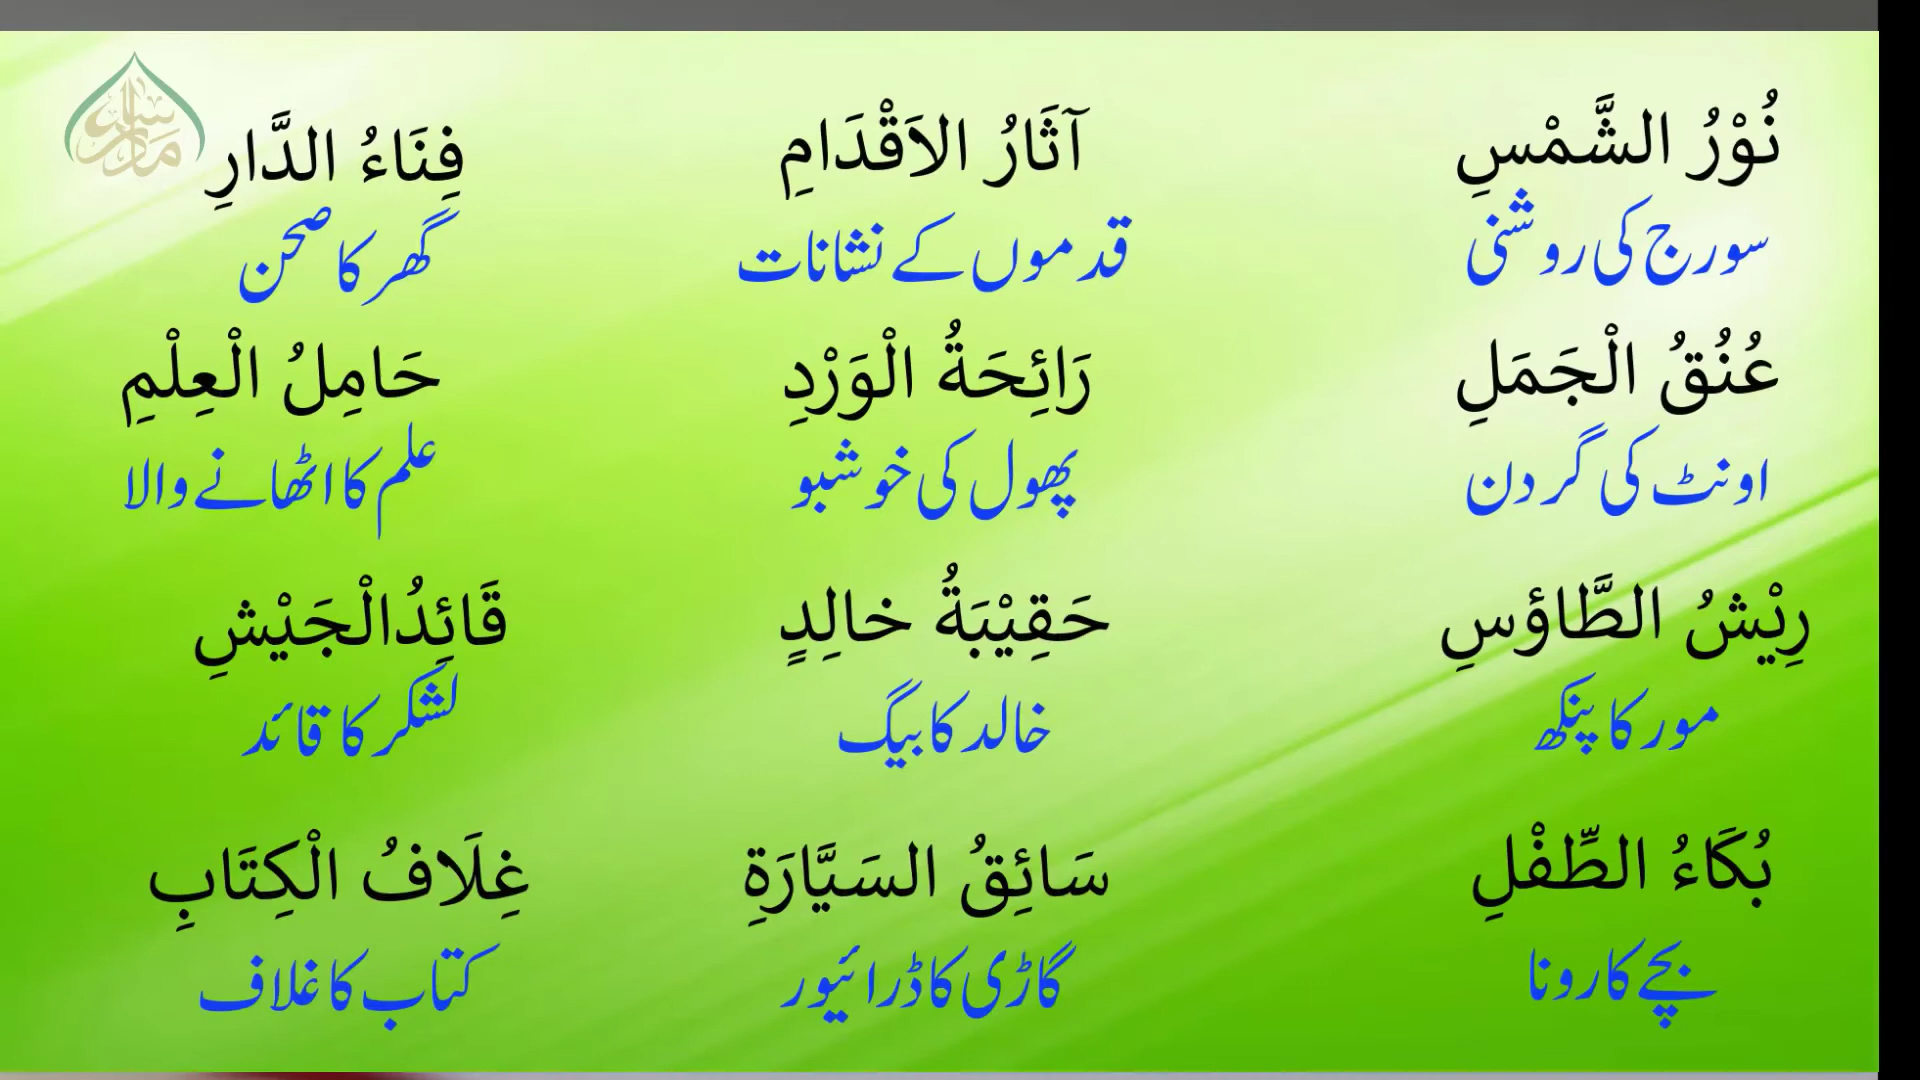 نُوْرُ الشَّمْسِ
آثَارُ الاَقْدَامِ
فِنَاءُ الدَّارِ
سورج کی روشنی
قدموں کے نشانات
گھر کا صحن
عُنُقُ الْجَمَلِ
رَائِحَةُ الْوَرْدِ
حَامِلُ الْعِلْمِ
اونٹ کی گردن
پھول کی خوشبو
علم کا اٹھانے والا
رِيْشُ الطَّاؤسِ
حَقِيْبَةُ خالِدٍ
قَائِدُالْجَيْشِ
مور کا پنکھ
خالد کا بیگ
لشکر کا قائد
بُكَاءُ الطِّفْلِ
سَائِقُ السَيَّارَةِ
غِلَافُ الْكِتَابِ
بچے کا رونا
گاڑی کا ڈرائیور
کتاب کا غلاف